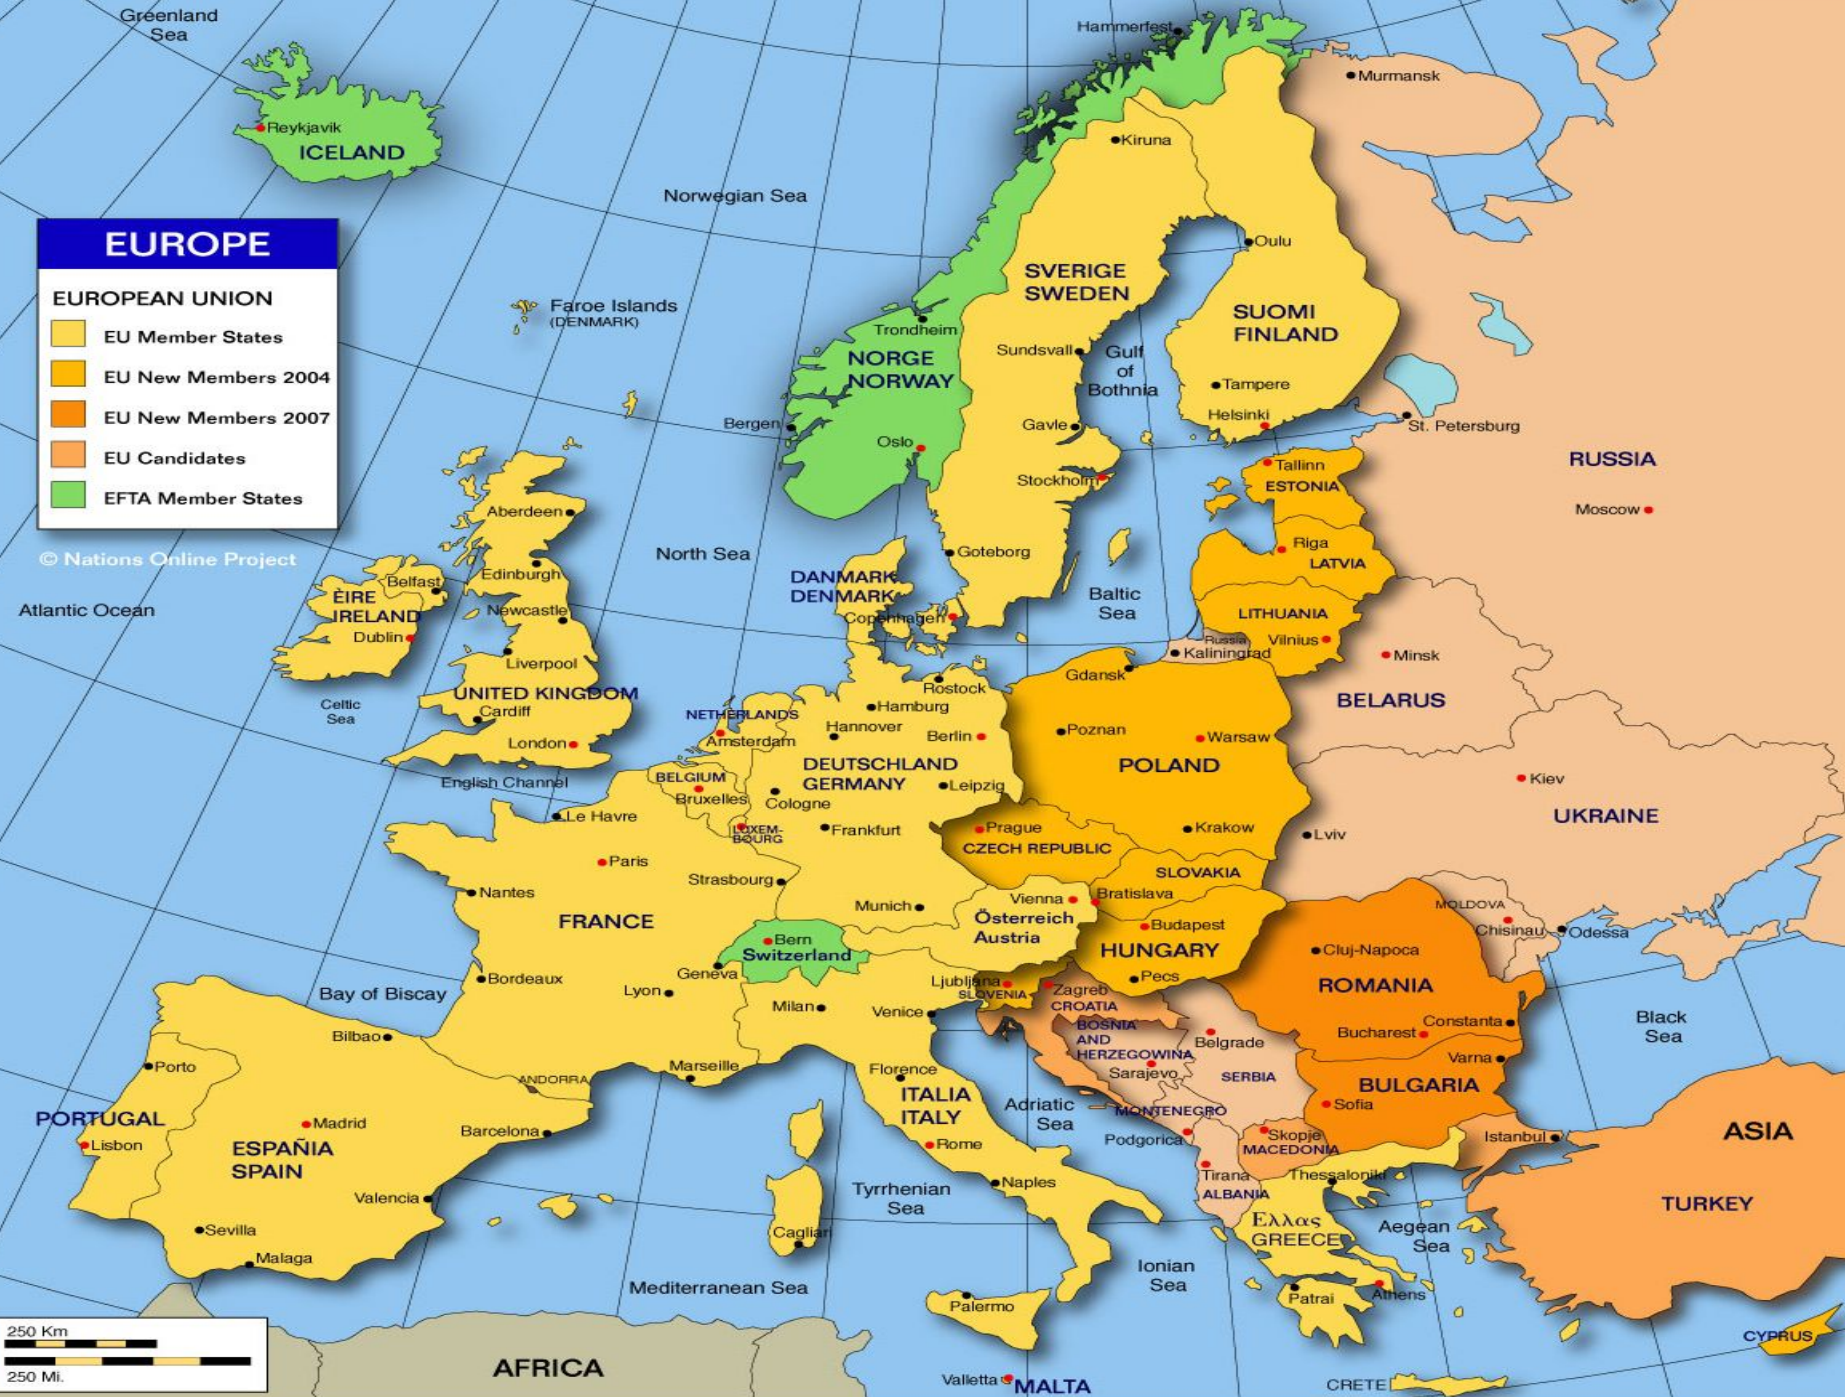 Greenland
Sea
Hammerfest
Murmansk
Reykjavik
ICELAND
Kiruna
Norwegian Sea
EUROPE
EUROPEAN UNION
EU Member States
EU New Members 2004
EU New Members 2007
EU Candidates
EFTA Member States
© Nations Online Project
Oulu
SVERIGE
SWEDEN
SUOMI
FINLAND
Faroe Islands
(DENMARK)
Trondheim
NORGE
NORWAY
Sundsvall
Gulf
of
Bothnia
Tampere
Helsinki
Bergen
Oslo
Gavle
St. Petersburg
RUSSIA
Moscow
Stockholm
Tallinn
ESTONIA
Aberdeen
North Sea
Goteborg
Riga
LATVIA
Edinburgh
Belfast
ÈIRE
IRELAND
Dublin
Atlantic Ocean
Newcastle
DANMARK
DENMARK
Copenhagen
Baltic
Sea
LITHUANIA
Vilnius
Russia
Kaliningrad
Minsk
BELARUS
Liverpool
UNITED KINGDOM
Cardiff
London
Celtic
Sea
English Channel
NETHERLANDS
Amsterdam
Rostock
Hamburg
Hannover
Berlin
Gdansk
Poznan
Warsaw
POLAND
DEUTSCHLAND
GERMANY
Leipzig
BELGIUM
Bruxelles
Cologne
Kiev
UKRAINE
Le Havre
LUXEM-
BOURG
Frankfurt
Prague
CZECH REPUBLIC
Krakow
Lviv
Paris
Strasbourg
SLOVAKIA
Nantes
Munich
Vienna
Bratislava
Österreich
Austria
FRANCE
Bern
Switzerland
Geneva
Budapest
HUNGARY
Pecs
MOLDOVA
Chisinau
Odessa
Cluj-Napoca
ROMANIA
Bordeaux
Bay of Biscay
Lyon
Milan
Venice
Ljubljana
SLOVENIA
Zagreb
CROATIA
BOSNIA
AND
HERZEGOWINA
Sarajevo
Belgrade
SERBIA
Constanta
Bucharest
Black
Sea
Varna
BULGARIA
Sofia
Bilbao
Porto
Marseille
Florence
ANDORRA
ITALIA
ITALY
Adriatic
Sea
MONTENEGRO
Podgorica
PORTUGAL
Lisbon
Madrid
ESPAÑIA
SPAIN
Barcelona
Rome
Skopje
MACEDONIA
Istanbul
ASIA
Tirana
ALBANIA
Thessaloniki
TURKEY
Valencia
Naples
Tyrrhenian
Sea
Ελλας
GREECE
Aegean
Sea
Sevilla
Malaga
Cagliari
Ionian
Sea
Mediterranean Sea
Palermo
Patrai
Athens
250 Km
250 Mi.
AFRICA
CYPRUS
Valletta
MALTA
CRETE